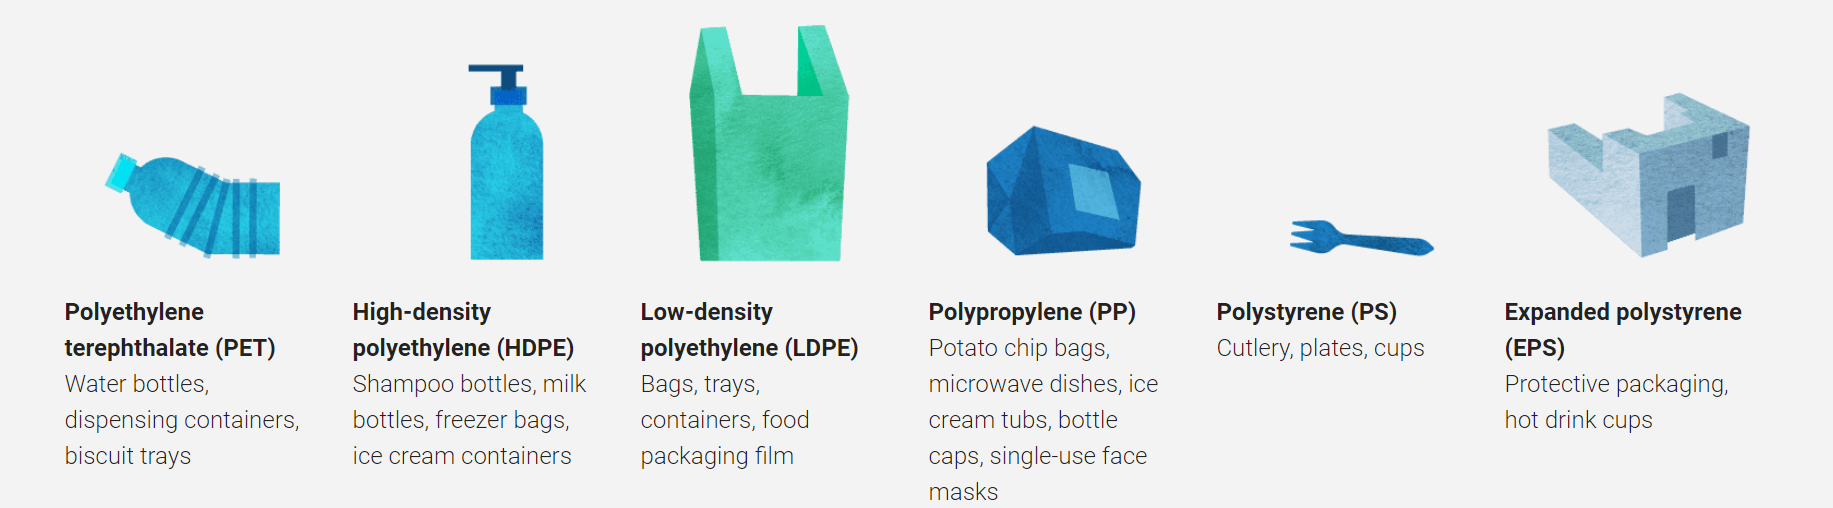 Polyethylene
terephthalate (PET)
Water bottles,
dispensing containers,
biscuit trays
High-density
polyethylene (HDPE)
Shampoo bottles, milk
bottles, freezer bags,
ice cream containers
Low-density
polyethylene (LDPE)
Bags, trays,
containers, food
packaging film
Polypropylene (PP)
Potato chip bags,
microwave dishes, ice
cream tubs, bottle
caps, single-use face
masks
Polystyrene (PS)
Cutlery, plates, cups
Expanded polystyrene
(EPS)
Protective packaging,
hot drink cups